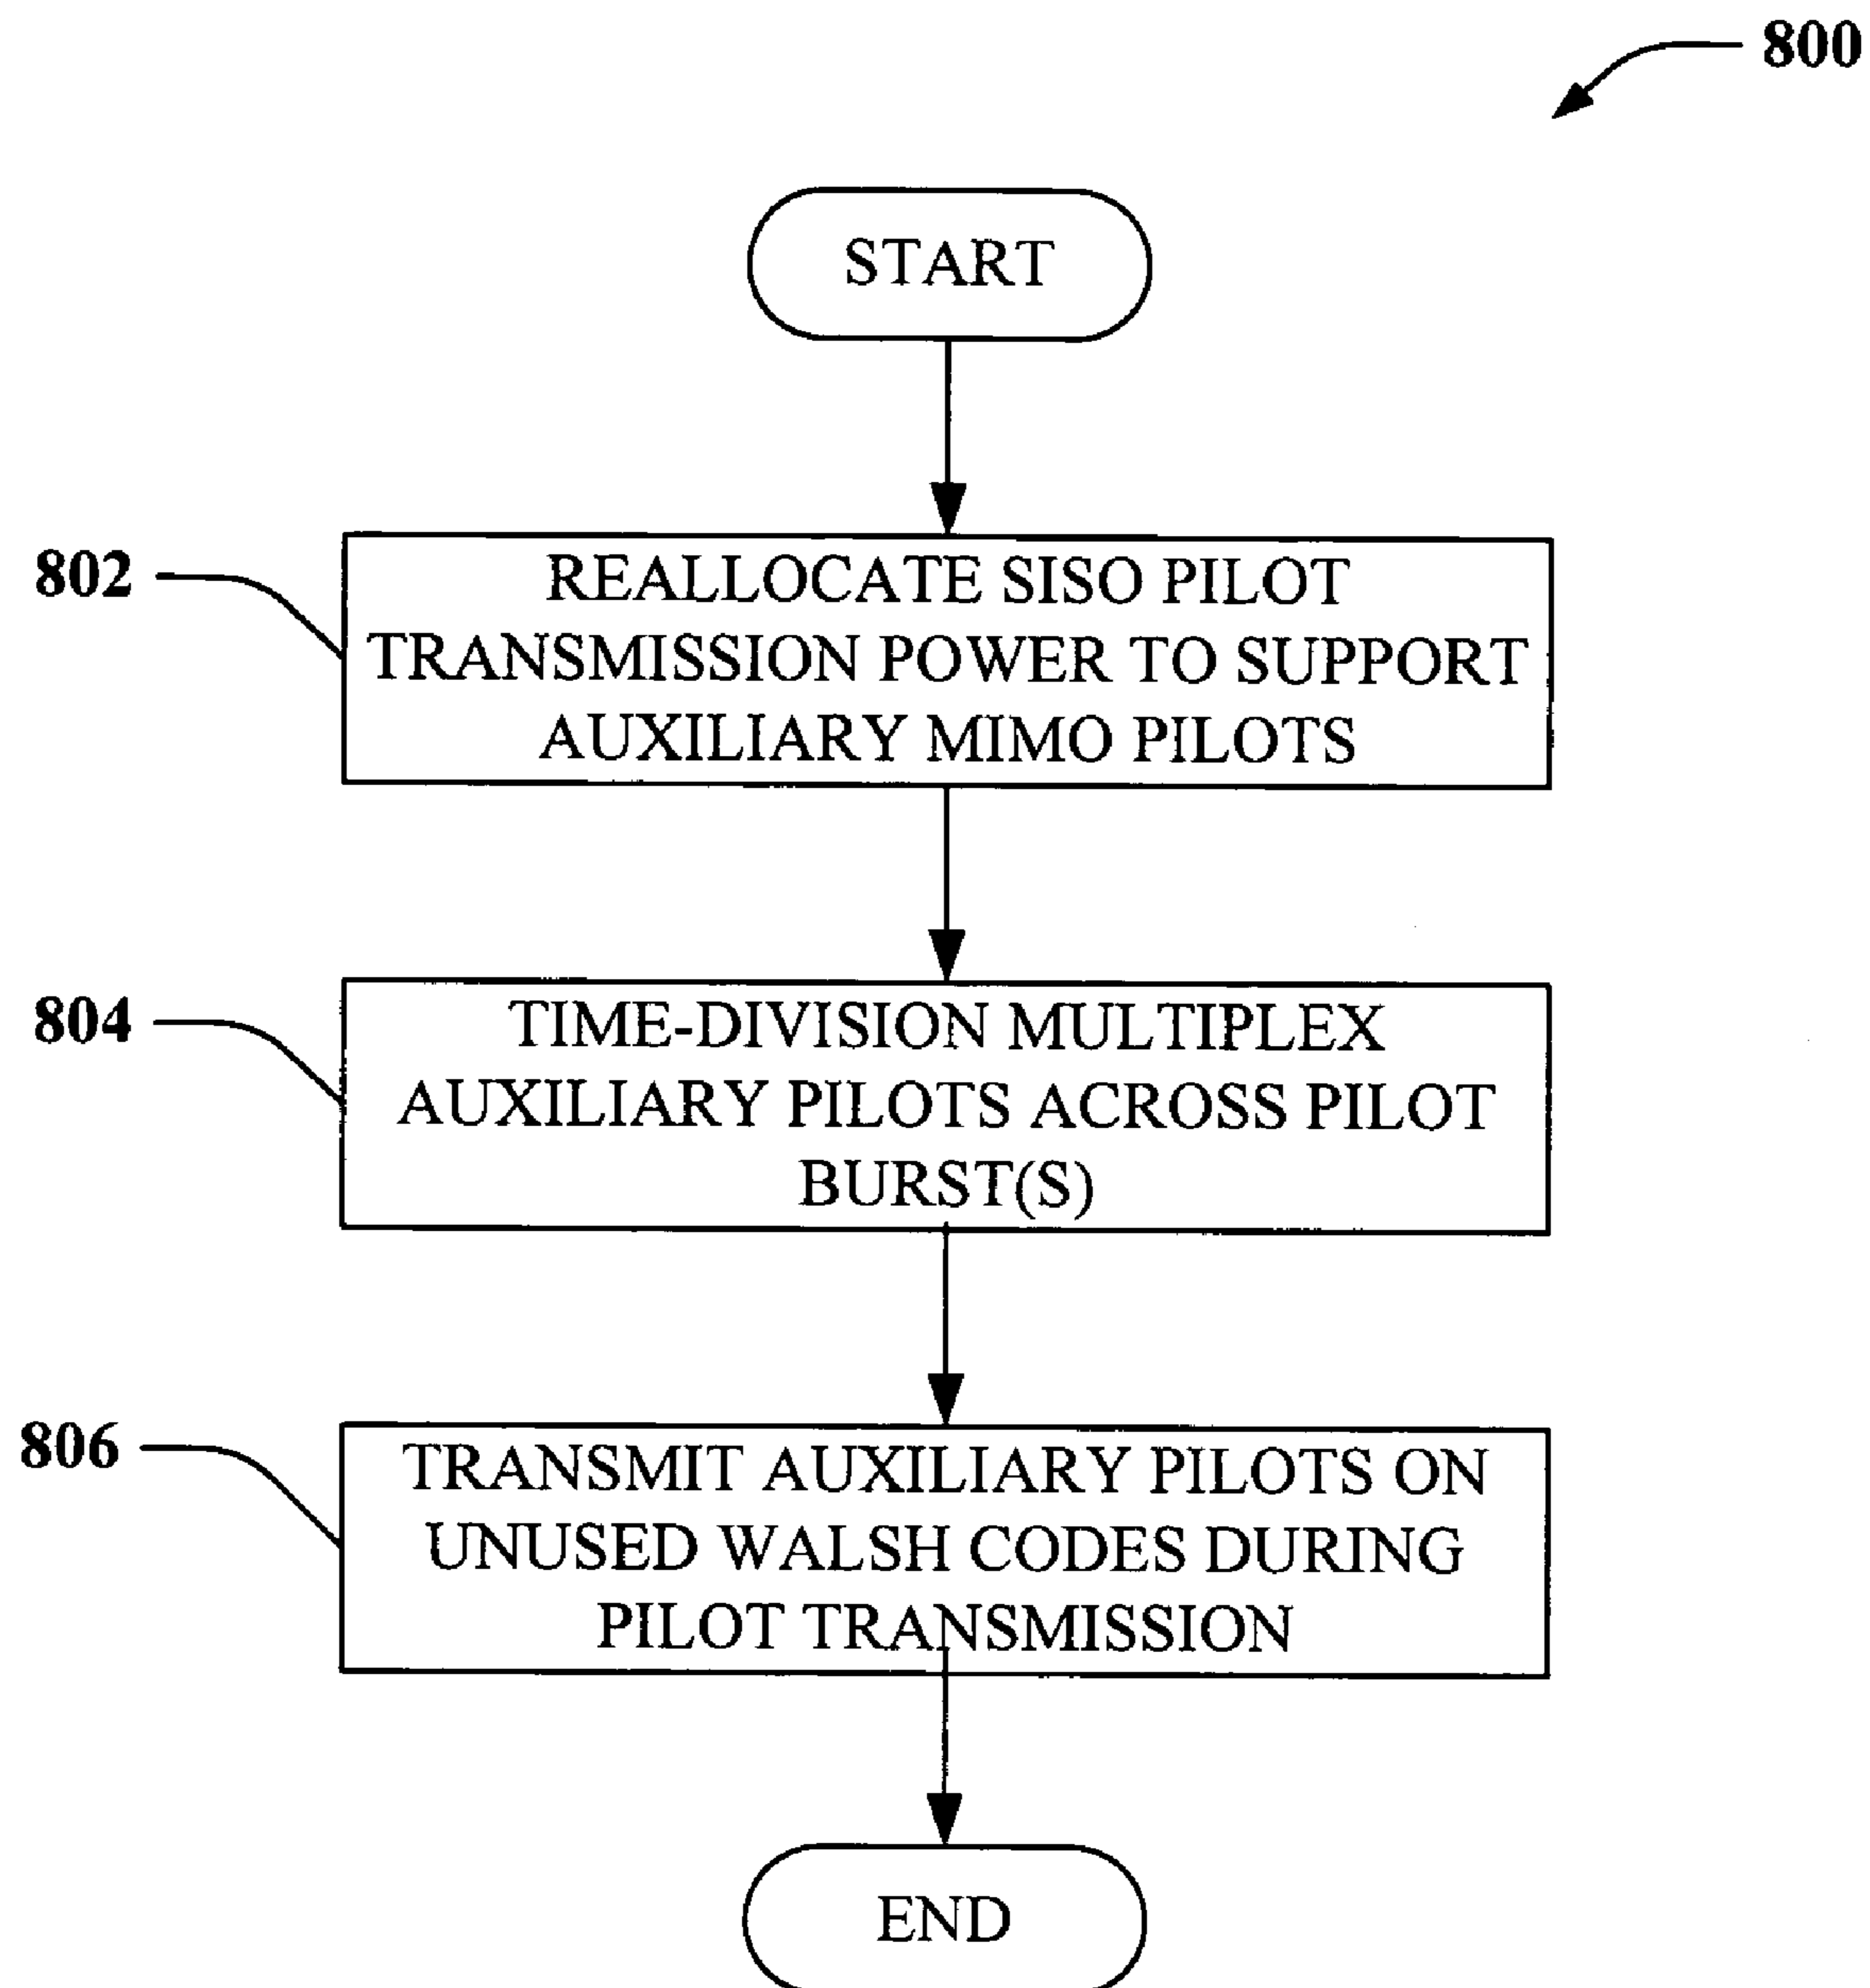 800
START
802
REALLOCATE SISO PILOT
TRANSMISSION POWER TO SUPPORT
AUXILIARY MIMO PILOTS
804
TIME-DIVISION MULTIPLEX
AUXILIARY PILOTS ACROSS PILOT
BURST(S)
806
TRANSMIT AUXILIARY PILOTS ON
UNUSED WALSH CODES DURING
PILOT TRANSMISSION
END